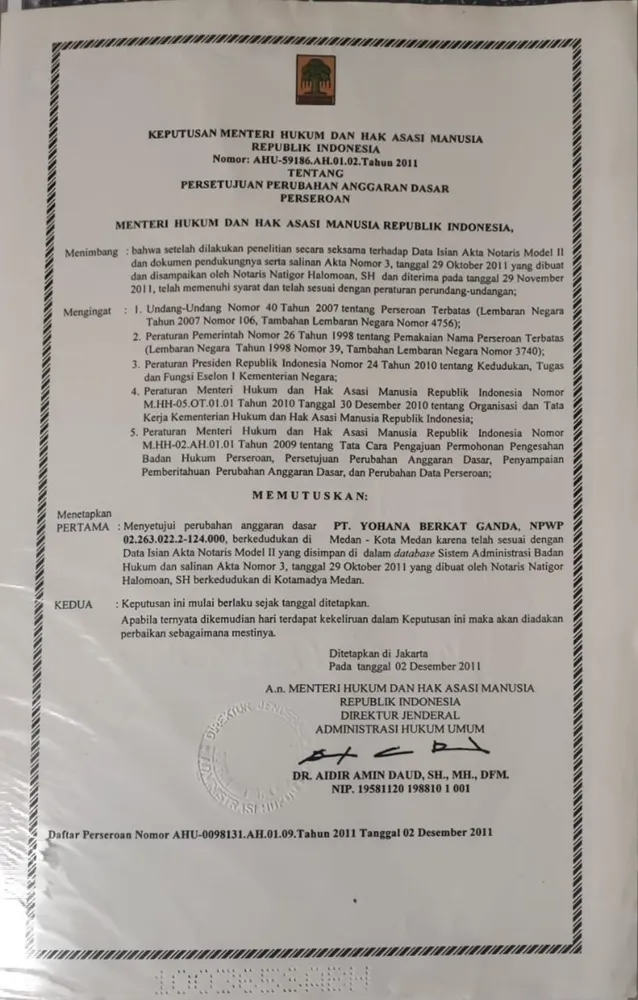 KEPUTUSAN MENTERI HUKUM DAN HAK ASASI MANUSIA
REPUBLIK INDONESIA
Nomor: AHU-59186.AH.01.02.Tahun 2011
TENTANG
PERSETUJUAN PERUBAHAN ANGGARAN DASAR
PERSEROAN
MENTERI HUKUM DAN HAK ASASI MANUSIA REPUBLIK INDONESIA,
Menimbang : bahwa setelah dilakukan penelitian secara seksama terhadap Data Isian Akta Notaris Model II
dan dokumen pendukungnya serta salinan Akta Nomor 3, tanggal 29 Oktober 2011 yang dibuat
dan disampaikan oleh Notaris Natigor Halomoan, SH dan diterima pada tanggal 29 November
2011, telah memenuhi syarat dan telah sesuai dengan peraturan perundang-undangan;
Mengingat : 1. Undang-Undang Nomor 40 Tahun 2007 tentang Perseroan Terbatas (Lembaran Negara
Tahun 2007 Nomor 106, Tambahan Lembaran Negara Nomor 4756);
2. Peraturan Pemerintah Nomor 26 Tahun 1998 tentang Pemakaian Nama Perseroan Terbatas
(Lembaran Negara Tahun 1998 Nomor 39, Tambahan Lembaran Negara Nomor 3740);
3. Peraturan Presiden Republik Indonesia Nomor 24 Tahun 2010 tentang Kedudukan, Tugas
dan Fungsi Eselon I Kementerian Negara;
4. Peraturan Menteri Hukum dan Hak Asasi Manusia Republik Indonesia Nomor
M.HH-05.OT.01.01 Tahun 2010 Tanggal 30 Desember 2010 tentang Organisasi dan Tata
Kerja Kementerian Hukum dan Hak Asasi Manusia Republik Indonesia;
5. Peraturan Menteri Hukum dan Hak Asasi Manusia Republik Indonesia Nomor
M.HH-02.AH.01.01 Tahun 2009 tentang Tata Cara Pengajuan Permohonan Pengesahan
Badan Hukum Perseroan, Persetujuan Perubahan Anggaran Dasar, Penyampaian
Pemberitahuan Perubahan Anggaran Dasar, dan Perubahan Data Perseroan;
MEMUTUSKAN:
Menetapkan
PERTAMA : Menyetujui perubahan anggaran dasar PT. YOHANA BERKAT GANDA, NPWP
02.263.022.2-124.000, berkedudukan di Medan - Kota Medan karena telah sesuai dengan
Data Isian Akta Notaris Model II yang disimpan di dalam database Sistem Administrasi Badan
Hukum dan salinan Akta Nomor 3, tanggal 29 Oktober 2011 yang dibuat oleh Notaris Natigor
Halomoan, SH berkedudukan di Kotamadya Medan.
KEDUA : Keputusan ini mulai berlaku sejak tanggal ditetapkan.
Apabila ternyata dikemudian hari terdapat kekeliruan dalam Keputusan ini maka akan diadakan
perbaikan sebagaimana mestinya.
Ditetapkan di Jakarta
Pada tanggal 02 Desember 2011
A.n. MENTERI HUKUM DAN HAK ASASI MANUSIA
REPUBLIK INDONESIA
DIREKTUR JENDERAL
ADMINISTRASI HUKUM UMUM
DR. AIDIR AMIN DAUD, SH., MH., DFM.
NIP. 19581120 198810 1 001
Daftar Perseroan Nomor AHU-0098131.AH.01.09.Tahun 2011 Tanggal 02 Desember 2011